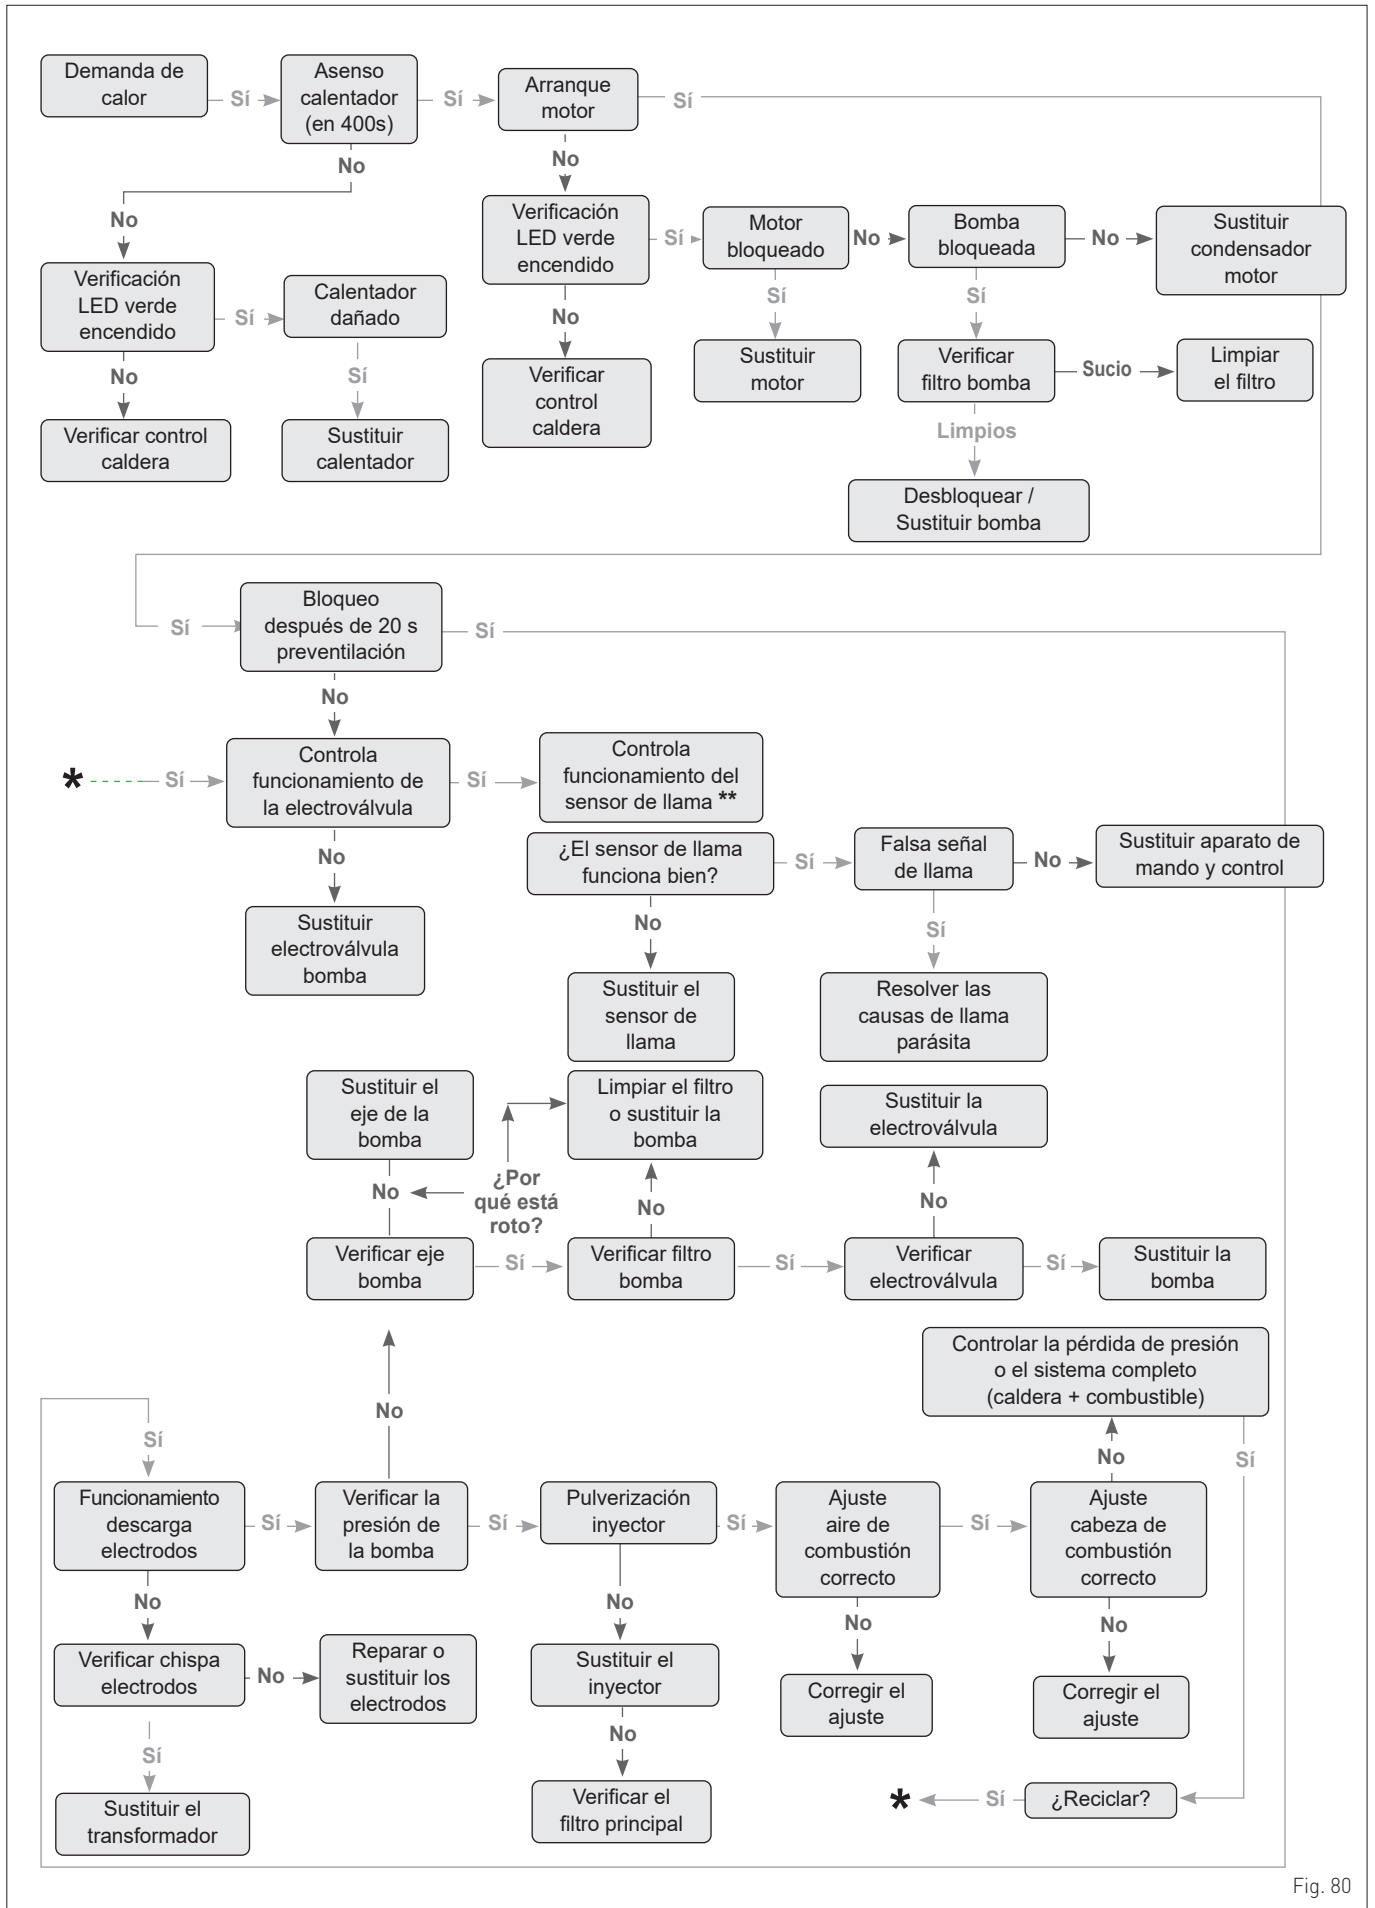 Demanda de
calor
Sí
Asenso
calentador
(en 400s)
Sí
Arranque
motor
Sí
No
No
No
Verificación
LED verde
encendido
Sí
Motor
bloqueado
No
Bomba
bloqueada
No
Sustituir
condensador
motor
Verificación
LED verde
encendido
Sí
Calentador
dañado
No
Sí
Sí
Sustituir
motor
Verificar
filtro bomba
Sucio
Limpiar
el filtro
No
Sí
Verificar
control
caldera
Limpios
Verificar control
caldera
Sustituir
calentador
Desbloquear /
Sustituir bomba
Sí
Bloqueo
después de 20 s
preventilación
Sí
No
*
Sí
Controla
funcionamiento de
la electroválvula
Sí
Controla
funcionamiento del
sensor de llama **
No
¿El sensor de llama
funciona bien?
Sí
Falsa señal
de llama
No
Sustituir aparato de
mando y control
Sustituir
electroválvula
bomba
No
Sí
Sustituir el
sensor de
llama
Resolver las
causas de llama
parásita
Sustituir el
eje de la
bomba
Limpiar el filtro
o sustituir la
bomba
Sustituir la
electroválvula
No
¿Por
qué está
roto?
No
No
Verificar eje
bomba
Sí
Verificar filtro
bomba
Sí
Verificar
electroválvula
Sí
Sustituir la
bomba
Controlar la pérdida de presión
o el sistema completo
(caldera + combustible)
No
Sí
No
Sí
Funcionamiento
descarga
electrodos
Sí
Verificar la
presión de
la bomba
Sí
Pulverización
inyector
Sí
Ajuste
aire de
combustión
correcto
Sí
Ajuste
cabeza de
combustión
correcto
No
No
No
No
Verificar chispa
electrodos
No
Reparar o
sustituir los
electrodos
Sustituir el
inyector
Corregir el
ajuste
Corregir el
ajuste
Sí
No
Sustituir el
transformador
Verificar el
filtro principal
*
Sí
¿Reciclar?
Fig. 80